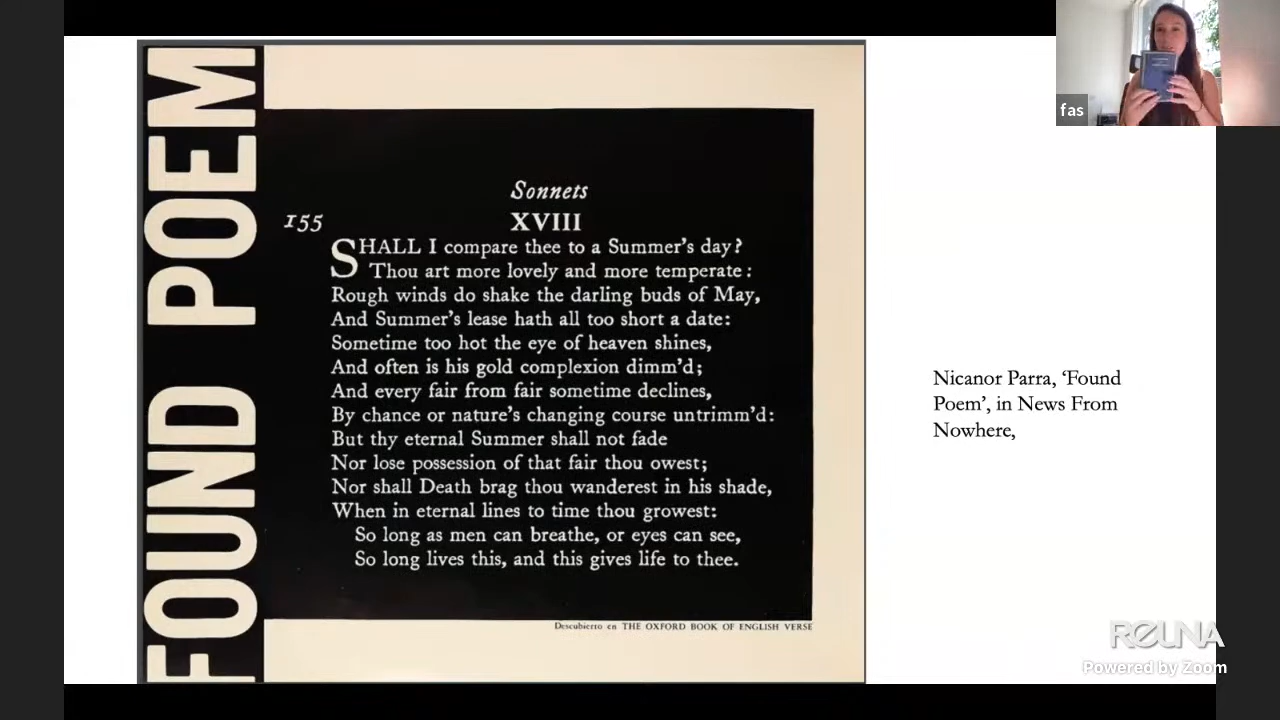 FOUND POEM
Sonnets
155
XVIII
SHALL I compare thee to a Summer's day?
Thou art more lovely and more temperate:
Rough winds do shake the darling buds of May,
And Summer's lease hath all too short a date:
Sometime too hot the eye of heaven shines,
And often is his gold complexion dimm'd;
And every fair from fair sometime declines,
By chance or nature's changing course untrimm'd:
But thy eternal Summer shall not fade
Nor lose possession of that fair thou owest;
Nor shall Death brag thou wanderest in his shade,
When in eternal lines to time thou growest:
So long as men can breathe, or eyes can see,
So long lives this, and this gives life to thee.
Descubierto en THE OXFORD BOOK OF ENGLISH VERSE
Nicanor Parra, ‘Found
Poem’, in News From
Nowhere,
fas
REUNA
Powered by Zoom